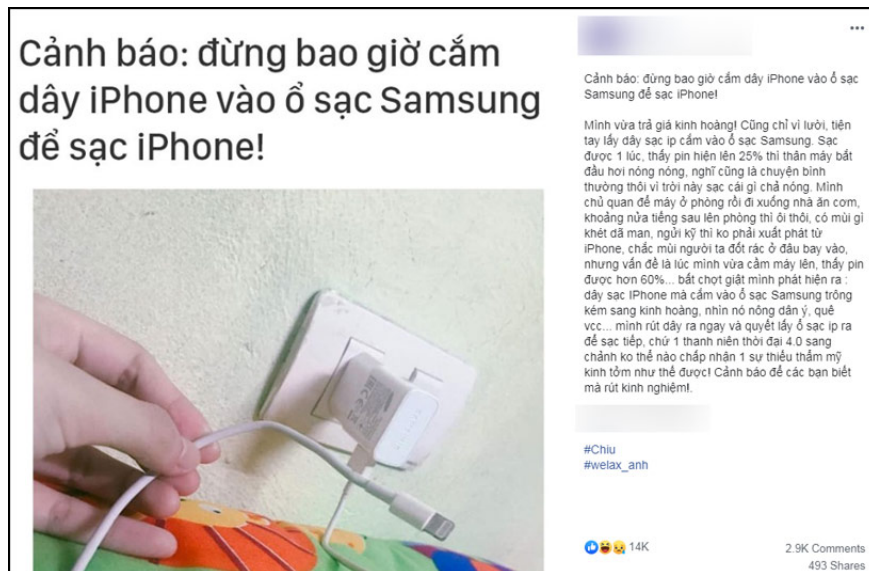 Cảnh báo: đừng bao giờ cắm
dây iPhone vào ổ sạc Samsung
để sạc iPhone!
Cảnh báo: đừng bao giờ cắm dây iPhone vào ổ sạc
Samsung để sạc iPhone!
Mình vừa trả giá kinh hoàng! Cũng chỉ vì lười, tiện
tay lấy dây sạc ip cắm vào ổ sạc Samsung. Sạc
được 1 lúc, thấy pin hiện lên 25% thì thân máy bắt
đầu hơi nóng nóng, nghĩ cũng là chuyện bình
thường thôi vì trời này sạc cái gì chả nóng. Mình
chủ quan để máy ở phòng rồi đi xuống nhà ăn cơm,
khoảng nửa tiếng sau lên phòng thì ôi thôi, có mùi gì
khét dã man, ngửi kỹ thì ko phải xuất phát từ
iPhone, chắc mùi người ta đốt rác ở đâu bay vào,
nhưng vấn đề là lúc mình vừa cầm máy lên, thấy pin
được hơn 60%... bất chợt giật mình phát hiện ra :
dây sạc IPhone mà cắm vào ổ sạc Samsung trông
kém sang kinh hoàng, nhìn nó nông dân ý, quê
vcc... mình rút dây ra ngay và quyết lấy ổ sạc ip ra
để sạc tiếp, chứ 1 thanh niên thời đại 4.0 sang
chảnh ko thể nào chấp nhận 1 sự thiếu thẩm mỹ
kinh tởm như thế được! Cảnh báo để các bạn biết
mà rút kinh nghiệm!.
#Chiu
#welax_anh
14K
2.9K Comments
493 Shares